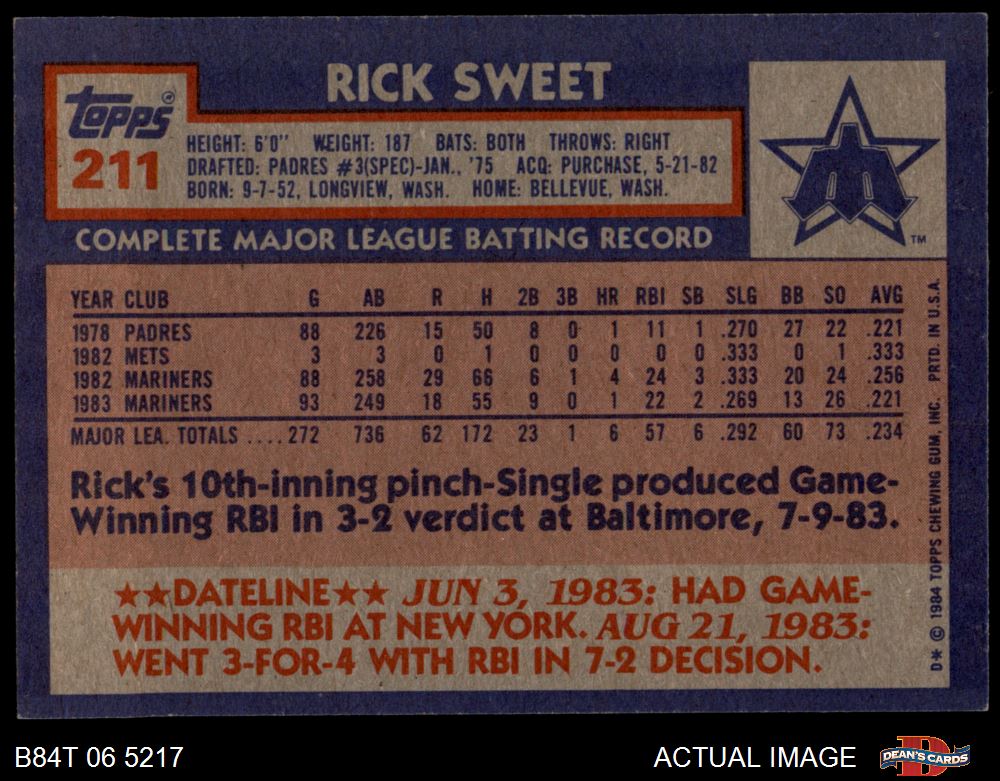 RICK SWEET
Topps
211
HEIGHT: 6'0" WEIGHT: 187 BATS: BOTH THROWS: RIGHT
DRAFTED: PADRES #3(SPEC)-JAN., '75 ACQ: PURCHASE, 5-21-82
BORN: 9-7-52, LONGVIEW, WASH. HOME: BELLEVUE, WASH.
TM
COMPLETE MAJOR LEAGUE BATTING RECORD
YEAR CLUB G AB R H 2B 3B HR RBI SB SLG BB SO AVG
1978 PADRES 88 226 15 50 8 0 1 11 1 .270 27 22 .221
1982 METS 3 3 0 1 0 0 0 0 0 .333 0 1 .333
1982 MARINERS 88 258 29 66 6 1 4 24 3 .333 20 24 .256
1983 MARINERS 93 249 18 55 9 0 1 22 2 .269 13 26 .221
MAJOR LEA. TOTALS ....272 736 62 172 23 1 6 57 6 .292 60 73 .234
Rick's 10th-inning pinch-Single produced Game-
Winning RBI in 3-2 verdict at Baltimore, 7-9-83.
★★DATELINE★★ JUN 3, 1983: HAD GAME-
WINNING RBI AT NEW YORK. AUG 21, 1983:
WENT 3-FOR-4 WITH RBI IN 7-2 DECISION.
D* © 1984 TOPPS CHEWING GUM, INC. PRTD. IN U.S.A.
B84T 06 5217
ACTUAL IMAGE
DEAN'S CARDS